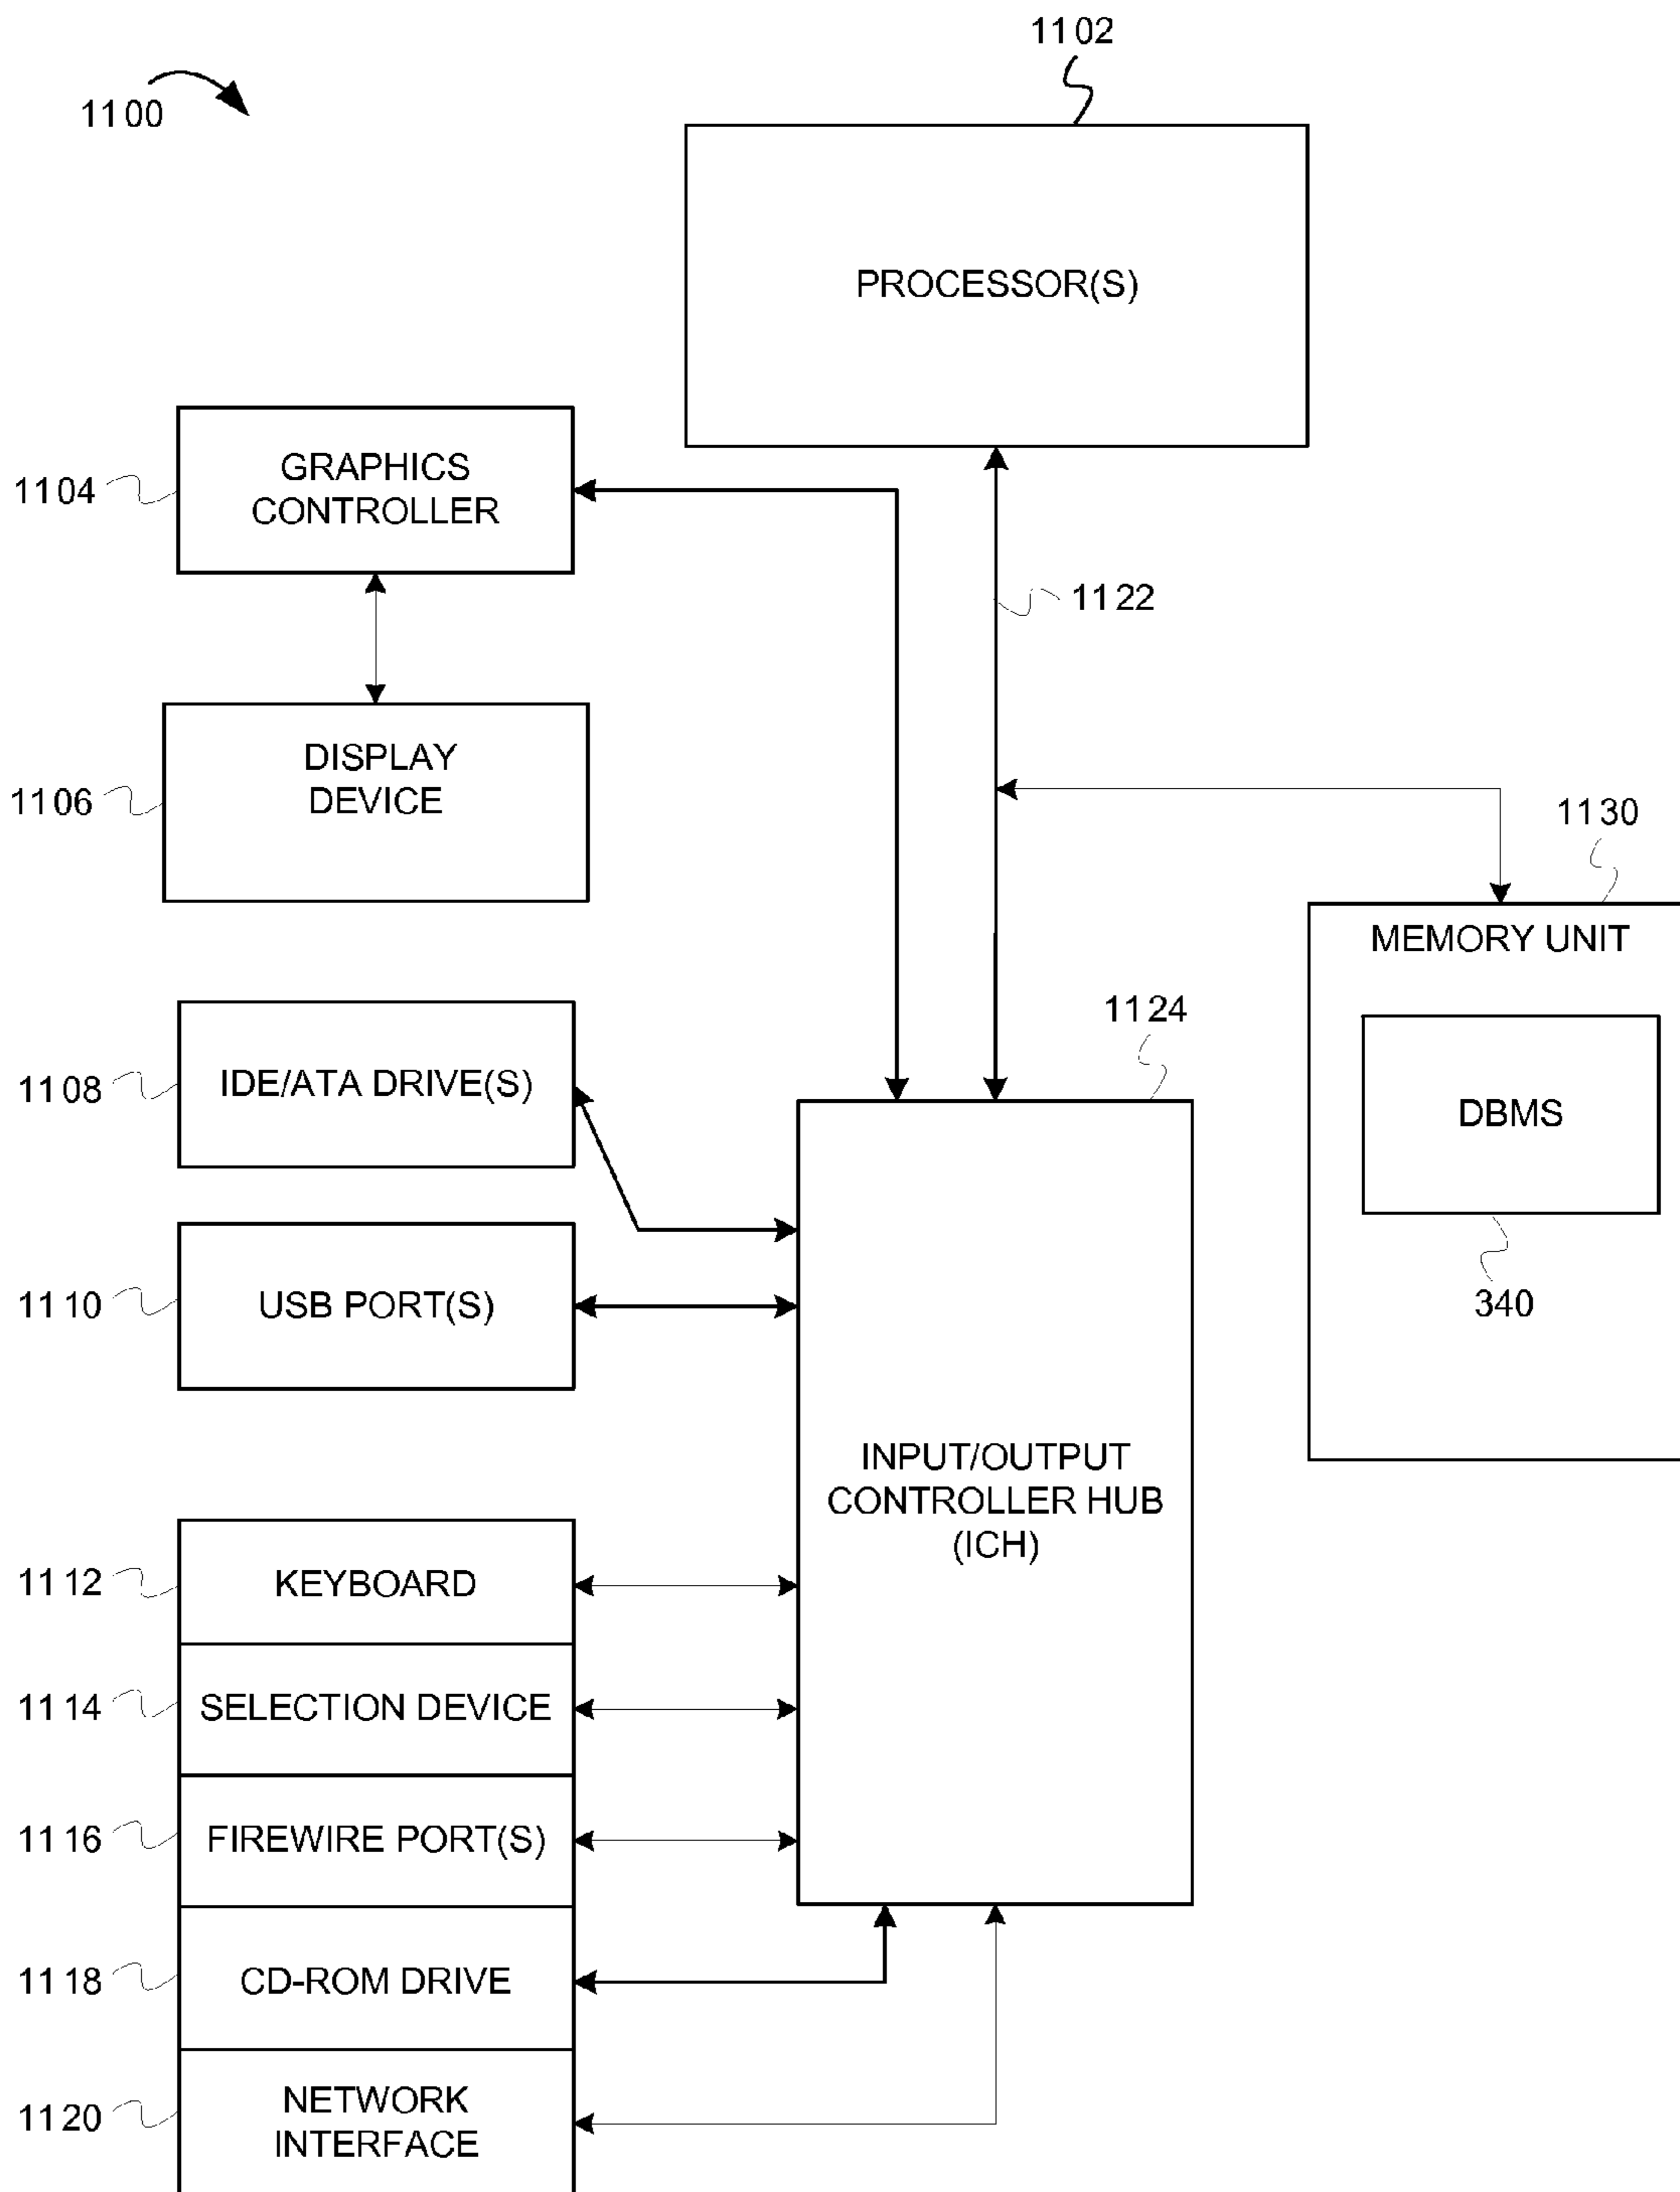 1102
1100
PROCESSOR(S)
GRAPHICS
CONTROLLER
1104
1122
DISPLAY
DEVICE
1106
1130
MEMORY UNIT
1124
DBMS
IDE/ATA DRIVE(S)
1108
340
USB PORT(S)
1110
INPUT/OUTPUT
CONTROLLER HUB
(ICH)
1112
KEYBOARD
1114
SELECTION DEVICE
1116
FIREWIRE PORT(S)
1118
CD-ROM DRIVE
1120
NETWORK
INTERFACE